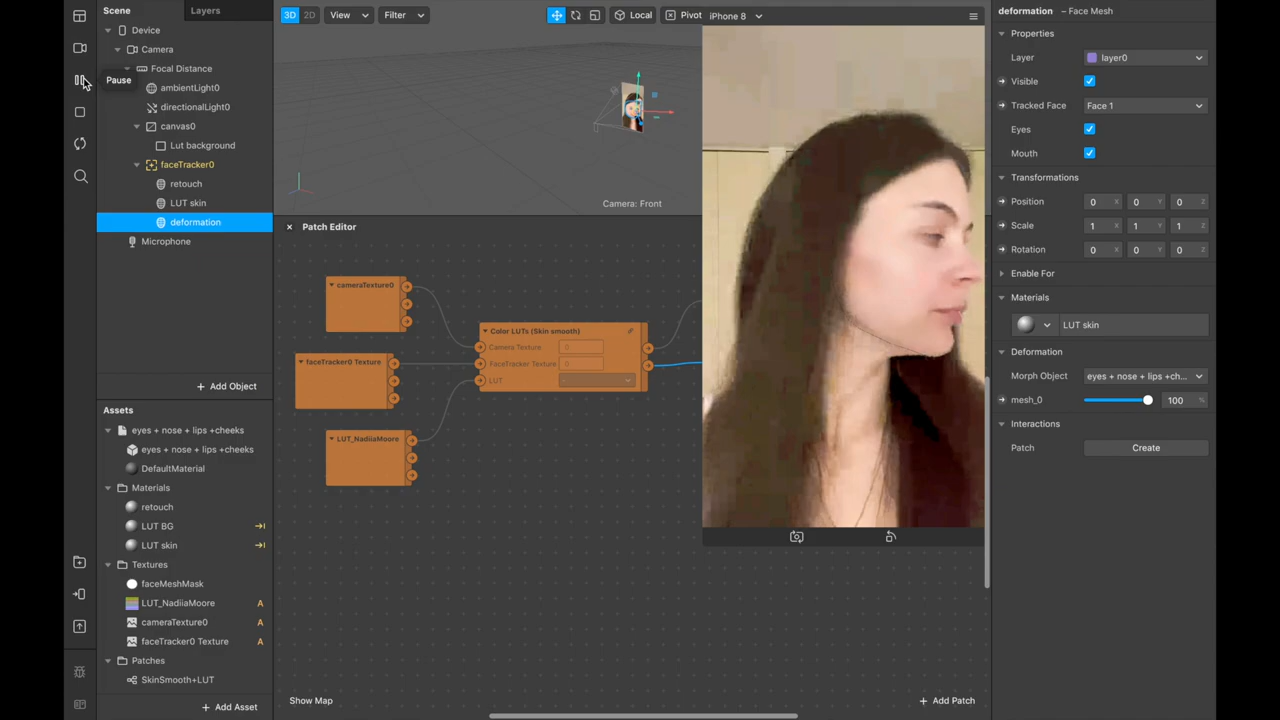 Scene
Layers
Device
Camera
Focal Distance
ambientLight0
directionalLight0
canvas0
Lut background
faceTracker0
retouch
LUT skin
deformation
Microphone
Pause
+ Add Object
Assets
eyes + nose + lips +cheeks
eyes + nose + lips +cheeks
DefaultMaterial
Materials
retouch
LUT BG
LUT skin
Textures
faceMeshMask
LUT_NadiiaMoore A
cameraTexture0 A
faceTracker0 Texture A
Patches
SkinSmooth+LUT
+ Add Asset
3D 2D View Filter Local Pivot
Camera: Front
iPhone 8
Patch Editor
cameraTexture0
faceTracker0 Texture
LUT_NadiiaMoore
Color LUTs (Skin smooth)
Camera Texture 0
FaceTracker Texture 0
LUT -
Show Map
+ Add Patch
deformation – Face Mesh
Properties
Layer layer0
Visible
Tracked Face Face 1
Eyes
Mouth
Transformations
Position 0 X 0 Y 0 Z
Scale 1 X 1 Y 1 Z
Rotation 0 X 0 Y 0 Z
Enable For
Materials
LUT skin
Deformation
Morph Object eyes + nose + lips +ch...
mesh_0 100 %
Interactions
Patch Create